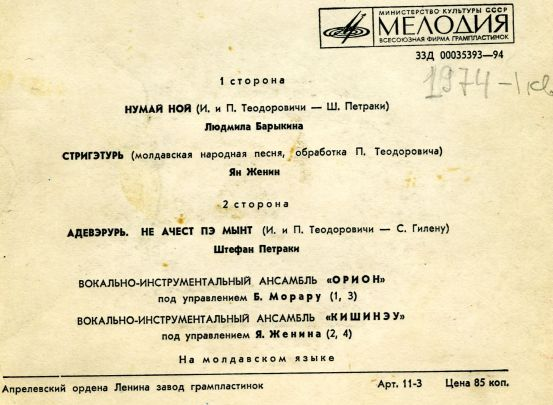 МИНИСТЕРСТВО КУЛЬТУРЫ СССР
МЕЛОДИЯ
ВСЕСОЮЗНАЯ ФИРМА ГРАМПЛАСТИНОК
33Д 00035393—94
1974 - I кв
1 сторона
НУМАЙ НОЙ (И. и П. Теодоровичи — Ш. Петраки)
Людмила Барыкина
СТРИГЭТУРЬ (молдавская народная песня, обработка П. Теодоровича)
Ян Женин
2 сторона
АДЕВЭРУРЬ. НЕ АЧЕСТ ПЭ МЫНТ (И. и П. Теодоровичи — С. Гилену)
Штефан Петраки
ВОКАЛЬНО-ИНСТРУМЕНТАЛЬНЫЙ АНСАМБЛЬ «ОРИОН»
под управлением Б. Морару (1, 3)
ВОКАЛЬНО-ИНСТРУМЕНТАЛЬНЫЙ АНСАМБЛЬ «КИШИНЭУ»
под управлением Я. Женина (2, 4)
На молдавском языке
Апрелевский ордена Ленина завод грампластинок Арт. 11-3 Цена 85 коп.